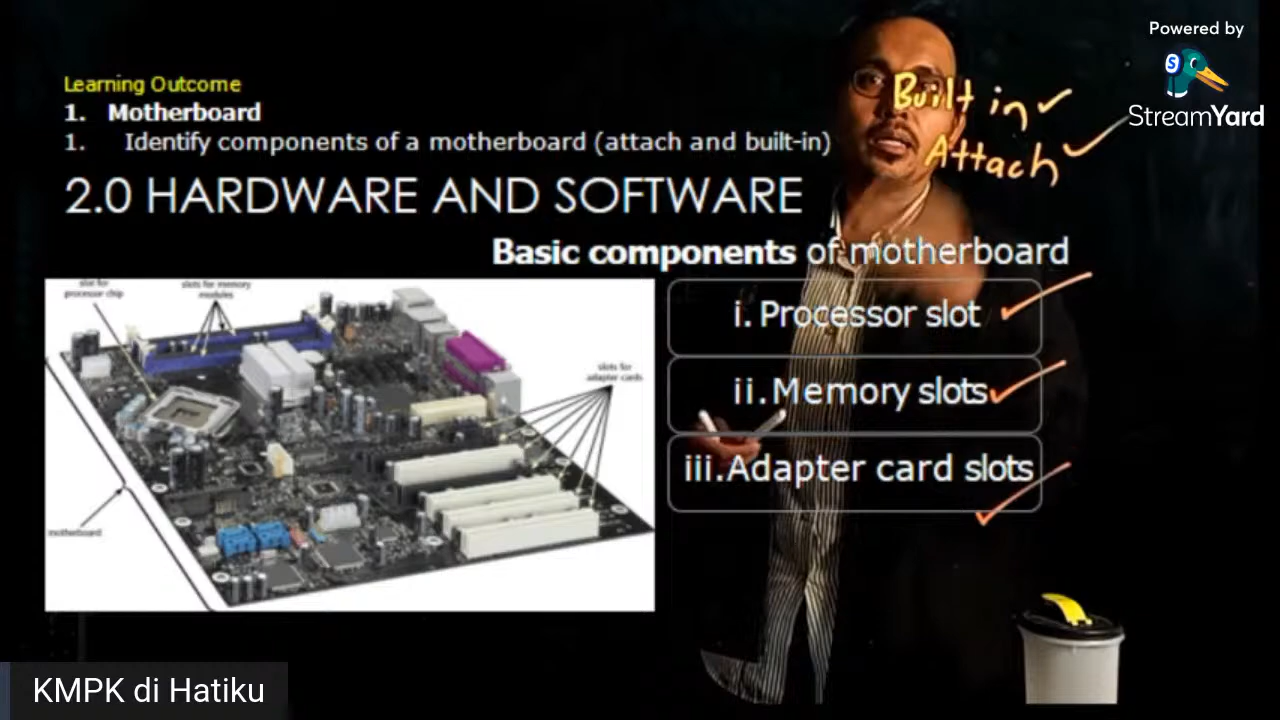 Powered by
S
StreamYard
Learning Outcome
1. Motherboard
1. Identify components of a motherboard (attach and built-in)
Built in
Attach
2.0 HARDWARE AND SOFTWARE
Basic components of motherboard
slot for
processor chip
slots for memory
modules
slots for
adapter cards
motherboard
i. Processor slot
ii. Memory slots
iii. Adapter card slots
KMPK di Hatiku